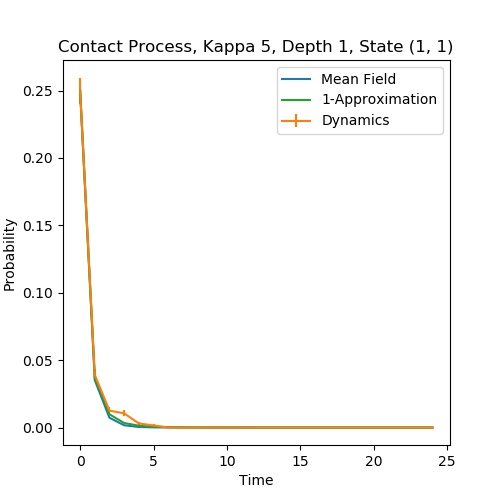 Contact Process, Kappa 5, Depth 1, State (1, 1)
Mean Field
1-Approximation
Dynamics
0.25
0.20
0.15
0.10
0.05
0.00
Probability
0
5
10
15
20
25
Time